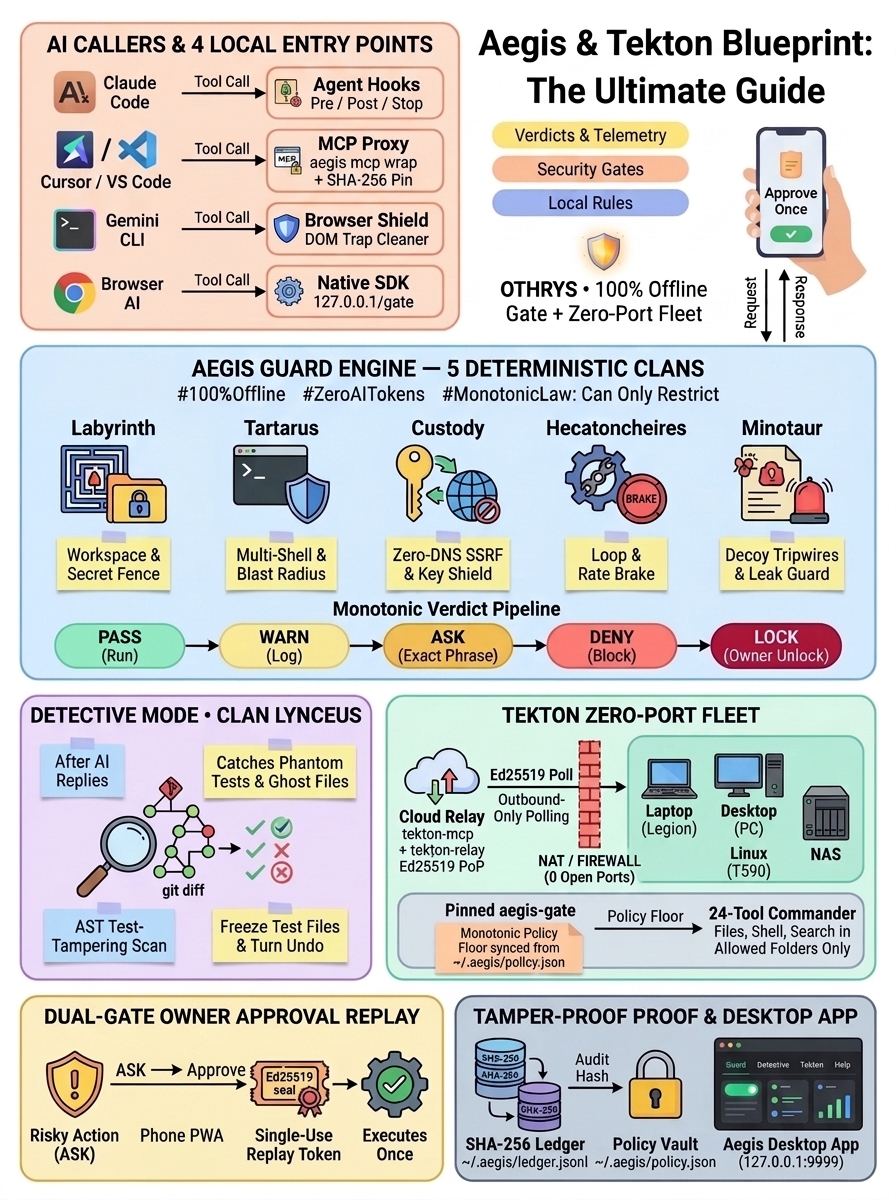 AI CALLERS & 4 LOCAL ENTRY POINTS
Claude
Code
Tool Call
Agent Hooks
Pre / Post / Stop
Cursor / VS Code
Tool Call
MCP Proxy
aegis mcp wrap
+ SHA-256 Pin
Gemini
CLI
Tool Call
Browser Shield
DOM Trap Cleaner
Browser
AI
Tool Call
Native SDK
127.0.0.1/gate
Aegis & Tekton Blueprint:
The Ultimate Guide
Verdicts & Telemetry
Security Gates
Local Rules
OTHRYS • 100% Offline
Gate + Zero-Port Fleet
Approve
Once
Request
Response
AEGIS GUARD ENGINE — 5 DETERMINISTIC CLANS
#100%Offline #ZeroAITokens #MonotonicLaw: Can Only Restrict
Labyrinth
Workspace &
Secret Fence
Tartarus
Multi-Shell &
Blast Radius
Custody
Zero-DNS SSRF
& Key Shield
Hecatoncheires
BRAKE
Loop &
Rate Brake
Minotaur
Decoy Tripwires
& Leak Guard
Monotonic Verdict Pipeline
PASS
(Run)
WARN
(Log)
ASK
(Exact Phrase)
DENY
(Block)
LOCK
(Owner Unlock)
DETECTIVE MODE • CLAN LYNCEUS
After AI
Replies
Catches Phantom
Tests & Ghost Files
git diff
AST Test-
Tampering Scan
Freeze Test Files
& Turn Undo
TEKTON ZERO-PORT FLEET
Cloud Relay
tekton-mcp
+ tekton-relay
Ed25519 PoP
Ed25519 Poll
Outbound-
Only Polling
NAT / FIREWALL
(0 Open Ports)
Laptop
(Legion)
Desktop
(PC)
Linux
(T590)
NAS
Pinned aegis-gate
Monotonic Policy
Floor synced from
~/.aegis/pollcy.json
Policy Floor
24-Tool Commander
Files, Shell, Search in
Allowed Folders Only
DUAL-GATE OWNER APPROVAL REPLAY
Risky Action
(ASK)
ASK
Approve
Phone PWA
Ed25519
seal
Single-Use
Replay Token
Executes
Once
TAMPER-PROOF PROOF & DESKTOP APP
SHS-250
AHA-250
GHK-250
SHA-256 Ledger
~/.aegis/ledger.jsonl
Audit
Hash
Policy Vault
~/.aegis/policy.json
Suerd Detective Tekten Help
Aegis Desktop App
(127.0.0.1:9999)